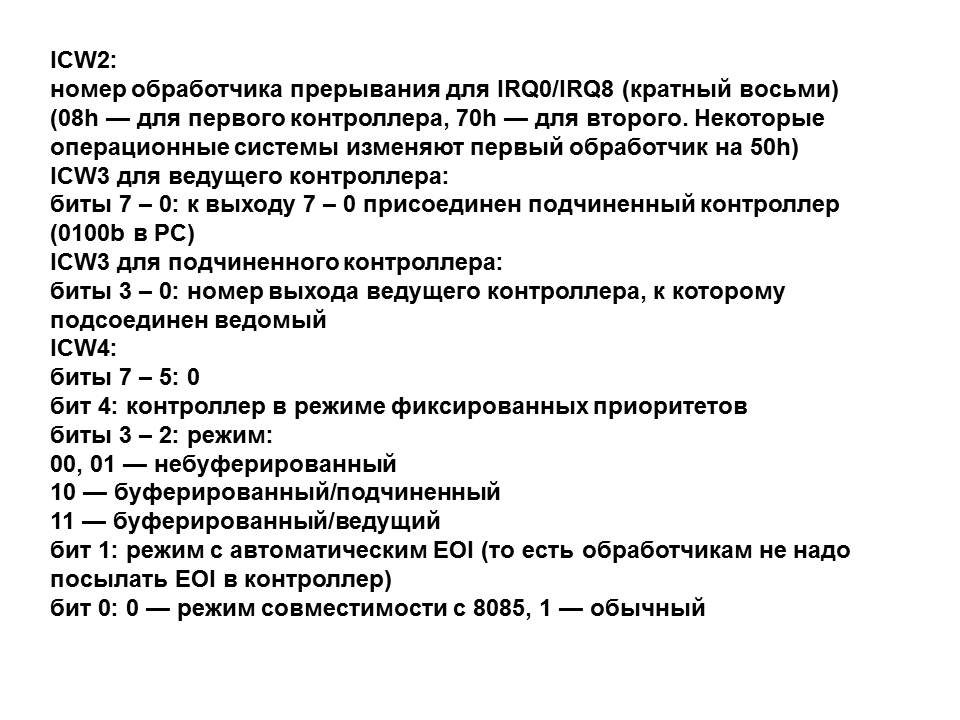 ICW2:
номер обработчика прерывания для IRQ0/IRQ8 (кратный восьми)
(08h — для первого контроллера, 70h — для второго. Некоторые
операционные системы изменяют первый обработчик на 50h)
ICW3 для ведущего контроллера:
биты 7 – 0: к выходу 7 – 0 присоединен подчиненный контроллер
(0100b в PC)
ICW3 для подчиненного контроллера:
биты 3 – 0: номер выхода ведущего контроллера, к которому
подсоединен ведомый
ICW4:
биты 7 – 5: 0
бит 4: контроллер в режиме фиксированных приоритетов
биты 3 – 2: режим:
00, 01 — небуферированный
10 — буферированный/подчиненный
11 — буферированный/ведущий
бит 1: режим с автоматическим EOI (то есть обработчикам не надо
посылать EOI в контроллер)
бит 0: 0 — режим совместимости с 8085, 1 — обычный